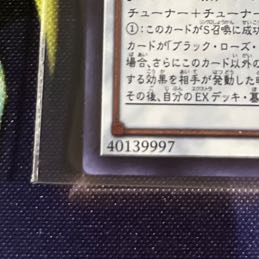 チューナー+チューナー
①:このカードがS召喚に成功
カードが「ブラック・ローズ・
場合、さらにこのカード以外の
する効果を相手が発動した時
その後、自分のEXデッキ・墓
40139997